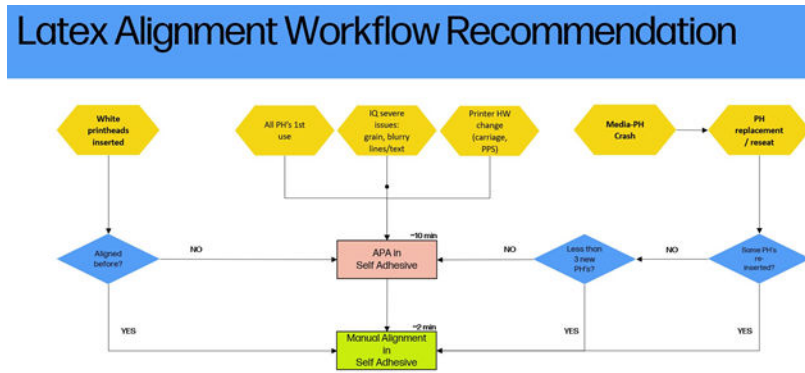 Latex Alignment Workflow Recommendation
White
printheads
inserted
All PH's 1st
use
IQ severe
issues:
grain, blurry
lines/text
Printer HW
change
(carriage,
PPS)
Media-PH
Crash
PH
replacement
/ reseat
Aligned
before?
NO
~10 min
APA in
Self Adhesive
NO
Less than
3 new
PH's?
NO
Same PH's
re-
inserted?
YES
~2 min
Manual Alignment
in
Self Adhesive
YES
YES